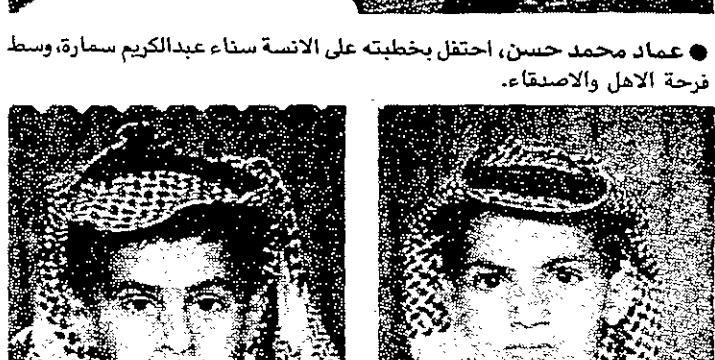 ● عماد محمد حسن، احتفل بخطبته على الانسة سناء عبدالكريم سمارة، وسط
فرحة الاهل والاصدقاء.